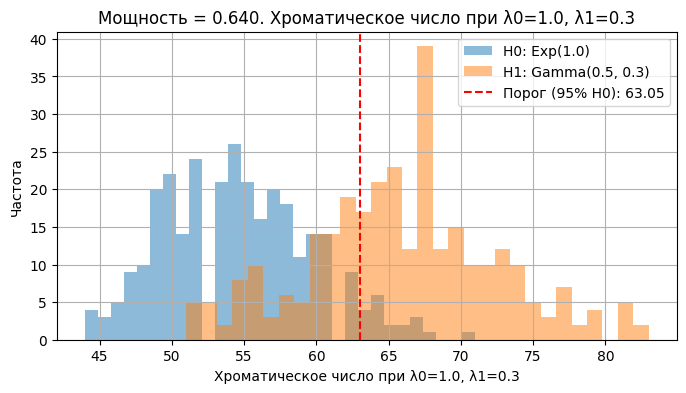 Мощность = 0.640. Хроматическое число при λ0=1.0, λ1=0.3
H0: Exp(1.0)
H1: Gamma(0.5, 0.3)
Порог (95% H0): 63.05
Частота
40
35
30
25
20
15
10
5
0
45 50 55 60 65 70 75 80
Хроматическое число при λ0=1.0, λ1=0.3